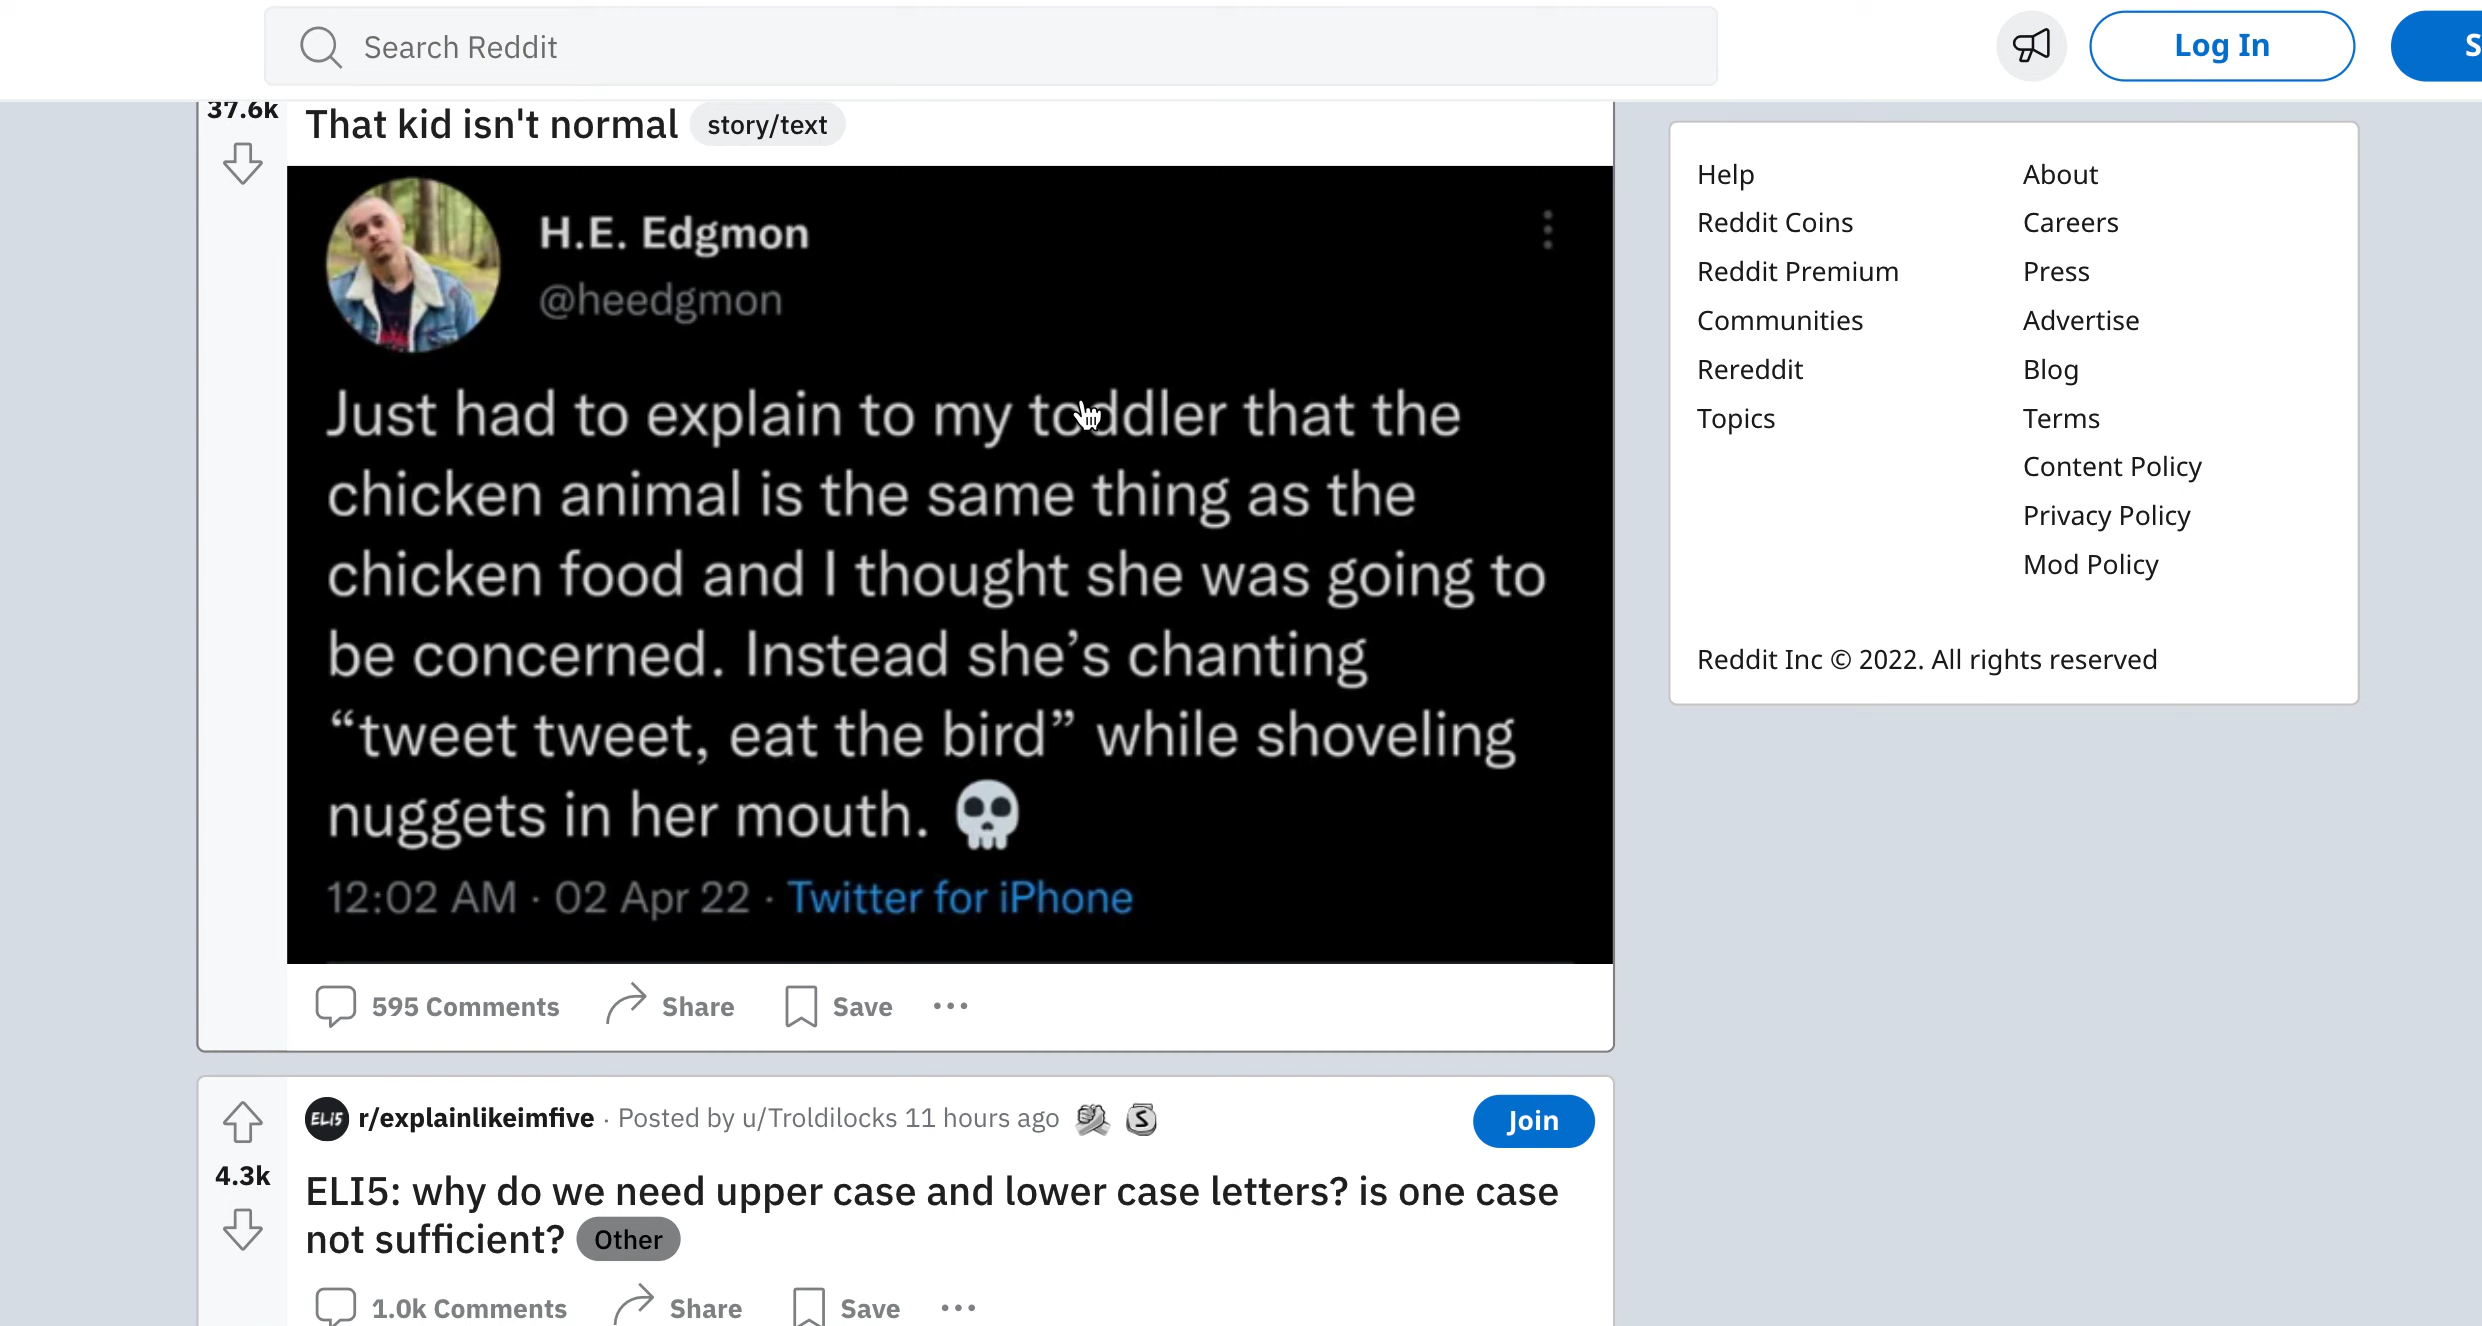 Search Reddit
Log In
37.6k
That kid isn't normal
story/text
H.E. Edgmon
@heedgmon
Just had to explain to my toddler that the
chicken animal is the same thing as the
chicken food and I thought she was going to
be concerned. Instead she’s chanting
“tweet tweet, eat the bird” while shoveling
nuggets in her mouth. 💀
12:02 AM · 02 Apr 22 · Twitter for iPhone
595 Comments
Share
Save
ELI5
r/explainlikeimfive · Posted by u/Troldilocks 11 hours ago
S
Join
4.3k
ELI5: why do we need upper case and lower case letters? is one case
not sufficient? Other
1.0k Comments
Share
Save
Help
Reddit Coins
Reddit Premium
Communities
Rereddit
Topics
About
Careers
Press
Advertise
Blog
Terms
Content Policy
Privacy Policy
Mod Policy
Reddit Inc © 2022. All rights reserved